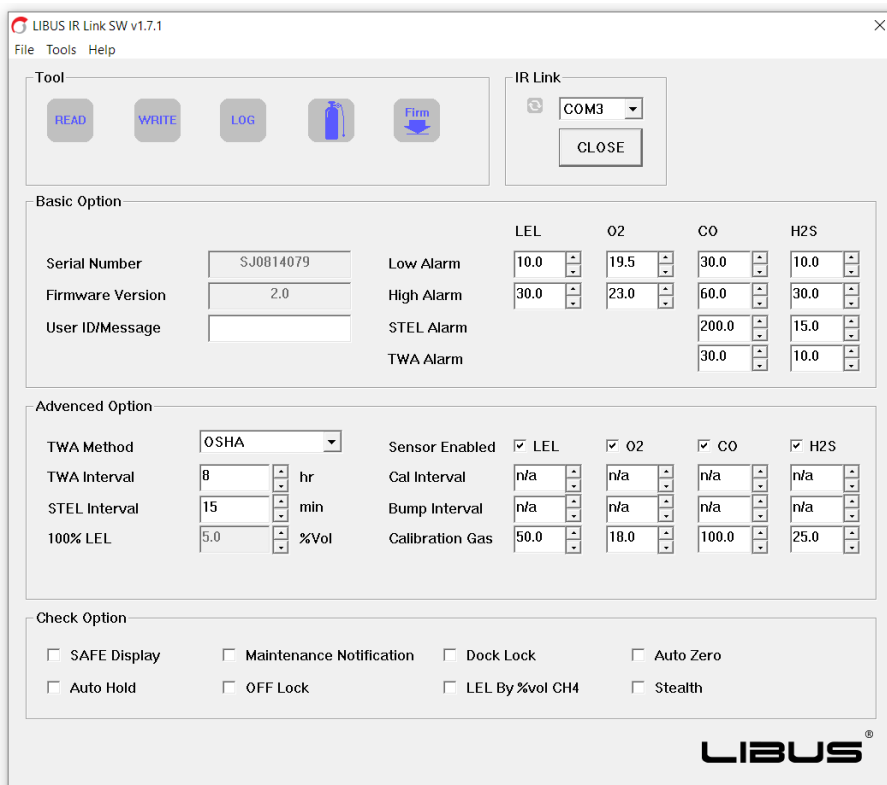 LIBUS IR Link SW v1.7.1
File Tools Help
Tool
READ WRITE LOG Firm
IR Link
COM3
CLOSE
Basic Option
LEL O2 CO H2S
Serial Number SJ0814079 Low Alarm 10.0 19.5 30.0 10.0
Firmware Version 2.0 High Alarm 30.0 23.0 60.0 30.0
User ID/Message STEL Alarm 200.0 15.0
TWA Alarm 30.0 10.0
Advanced Option
TWA Method OSHA Sensor Enabled LEL O2 CO H2S
TWA Interval 8 hr Cal Interval n/a n/a n/a n/a
STEL Interval 15 min Bump Interval n/a n/a n/a n/a
100% LEL 5.0 %Vol Calibration Gas 50.0 18.0 100.0 25.0
Check Option
SAFE Display Maintenance Notification Dock Lock Auto Zero
Auto Hold OFF Lock LEL By %vol CH4 Stealth
LIBUS®